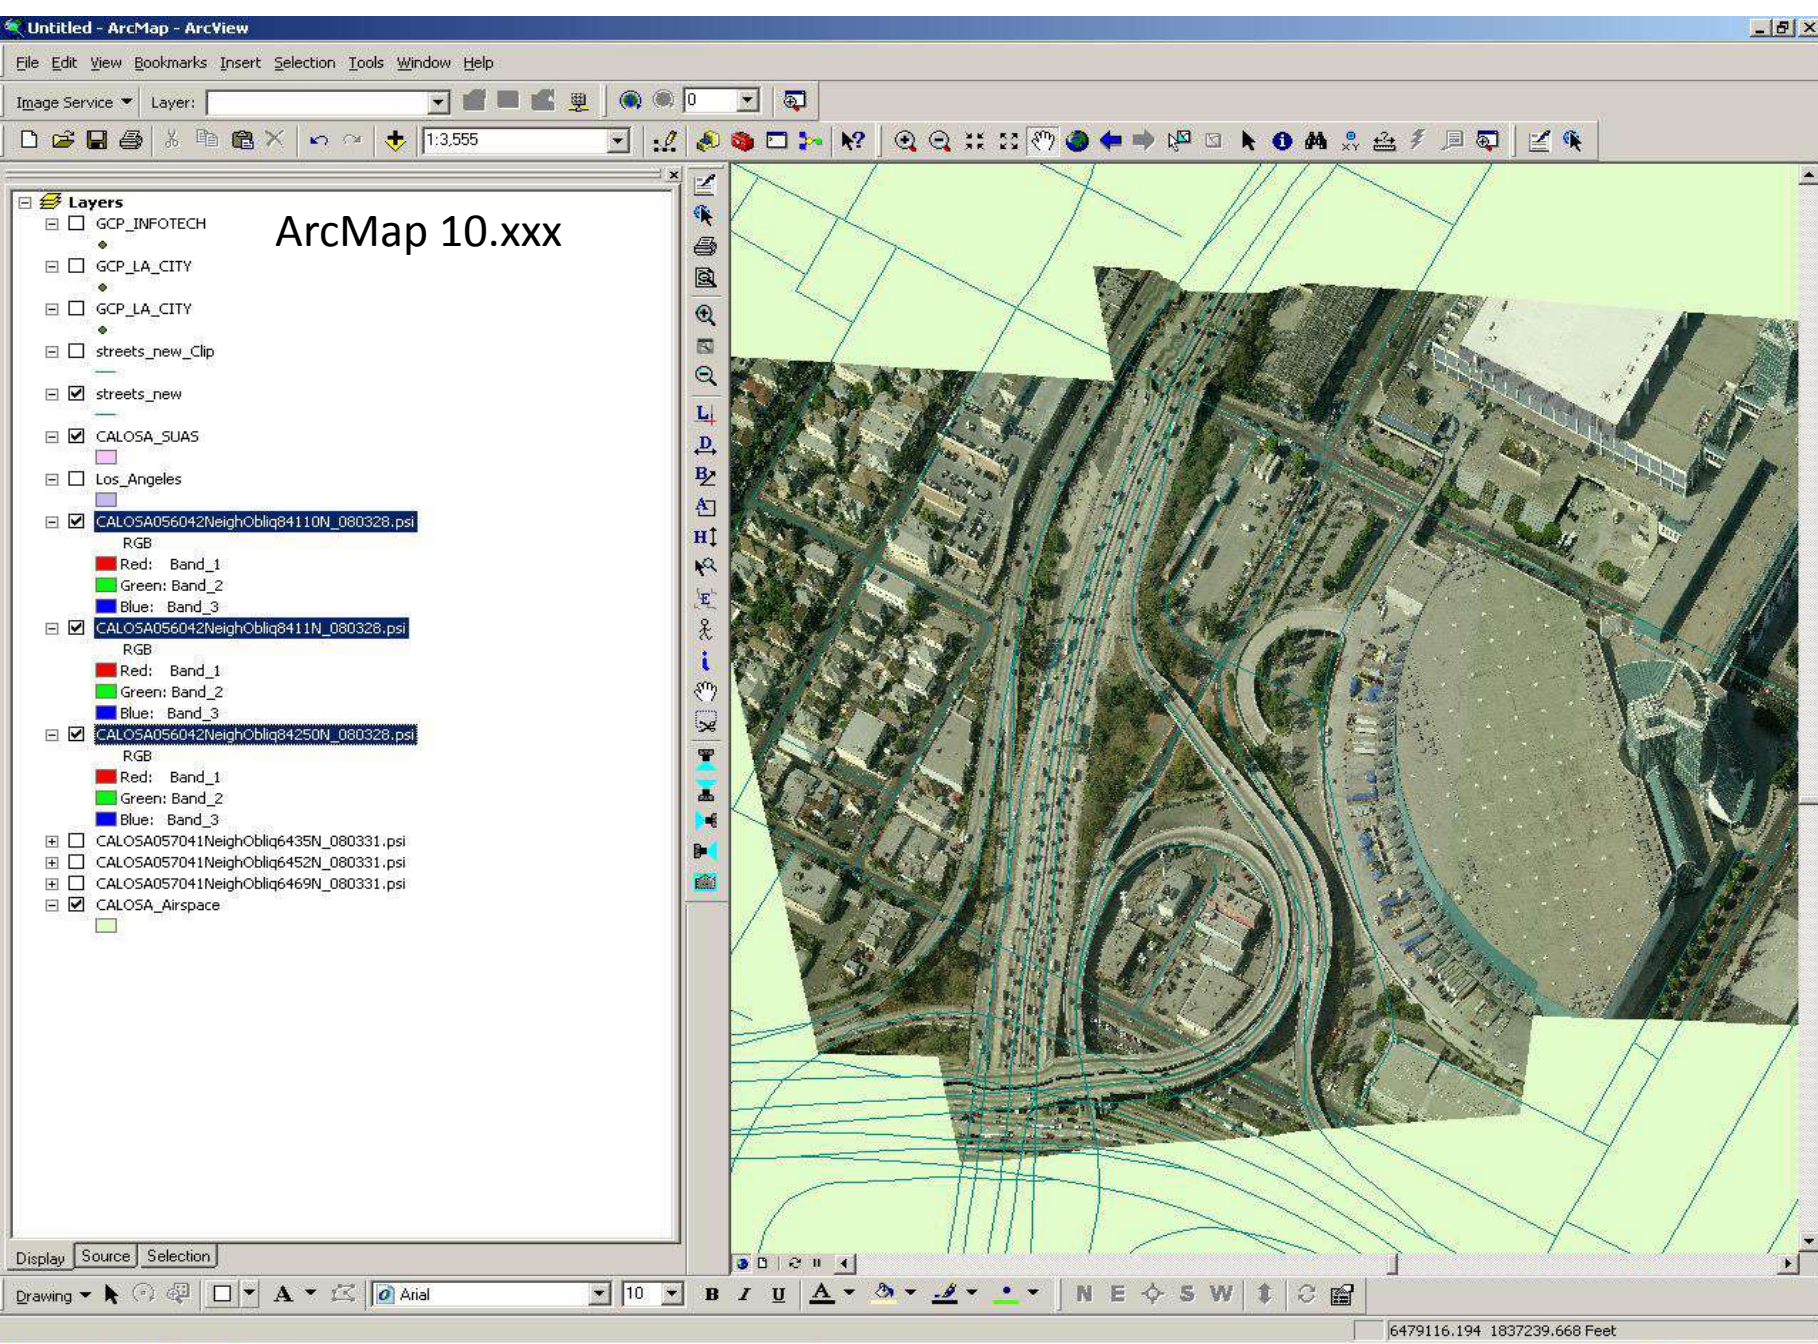 Untitled - ArcMap - ArcView
File Edit View Bookmarks Insert Selection Tools Window Help
Image Service Layer: 0
1:3,555
Layers
GCP_INFOTECH
ArcMap 10.xxx
GCP_LA_CITY
GCP_LA_CITY
streets_new_Clip
streets_new
CALOSA_SUAS
Los_Angeles
CALOSA056042NeighObliq84110N_080328.psi
RGB
Red: Band_1
Green: Band_2
Blue: Band_3
CALOSA056042NeighObliq8411N_080328.psi
RGB
Red: Band_1
Green: Band_2
Blue: Band_3
CALOSA056042NeighObliq84250N_080328.psi
RGB
Red: Band_1
Green: Band_2
Blue: Band_3
CALOSA057041NeighObliq6435N_080331.psi
CALOSA057041NeighObliq6452N_080331.psi
CALOSA057041NeighObliq6469N_080331.psi
CALOSA_Airspace
L
D
B
A
H
E
i
Display Source Selection
Drawing A Arial 10 B I U A N E S W
6479116.194 1837239.668 Feet